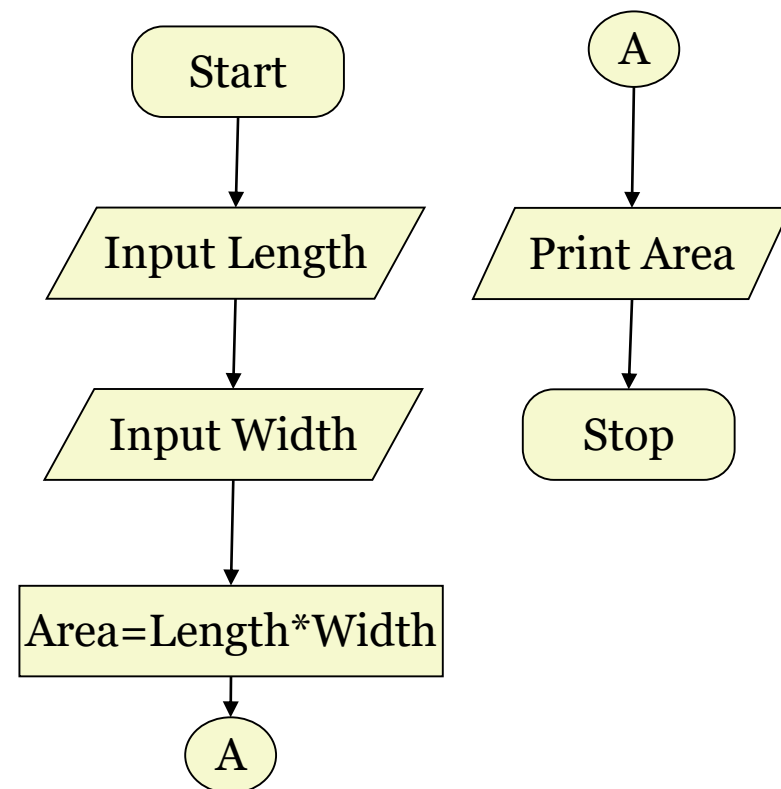 Start
Input Length
Input Width
Area=Length*Width
A
A
Print Area
Stop